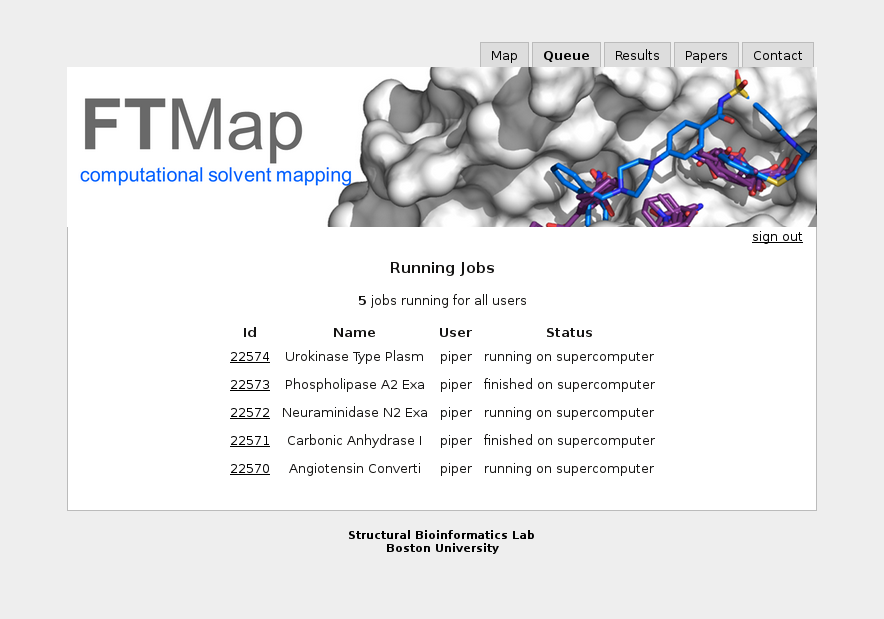 Map Queue Results Papers Contact
FTMap
computational solvent mapping
sign out
Running Jobs
5 jobs running for all users
Id Name User Status
22574 Urokinase Type Plasm piper running on supercomputer
22573 Phospholipase A2 Exa piper finished on supercomputer
22572 Neuraminidase N2 Exa piper running on supercomputer
22571 Carbonic Anhydrase I piper finished on supercomputer
22570 Angiotensin Converti piper running on supercomputer
Structural Bioinformatics Lab
Boston University